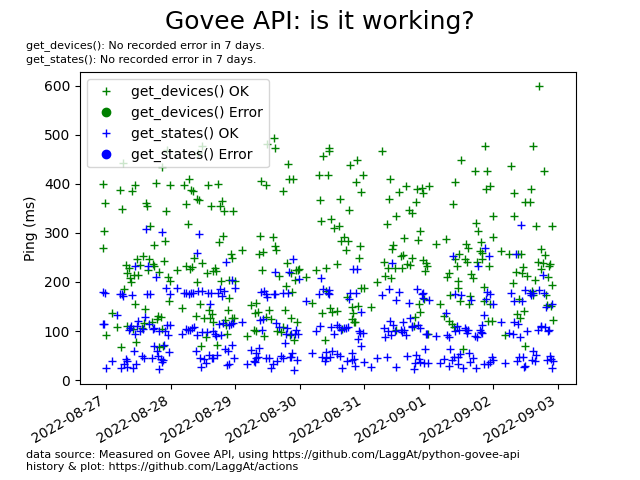 Govee API: is it working?
get_devices(): No recorded error in 7 days.
get_states(): No recorded error in 7 days.
get_devices() OK
get_devices() Error
get_states() OK
get_states() Error
Ping (ms)
600
500
400
300
200
100
0
2022-08-27
2022-08-28
2022-08-29
2022-08-30
2022-08-31
2022-09-01
2022-09-02
2022-09-03
data source: Measured on Govee API, using https://github.com/LaggAt/python-govee-api
history & plot: https://github.com/LaggAt/actions